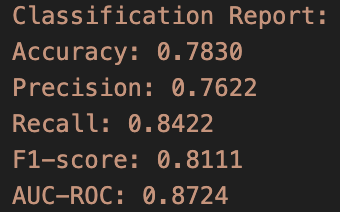 Classification Report:
Accuracy: 0.7830
Precision: 0.7622
Recall: 0.8422
F1-score: 0.8111
AUC-ROC: 0.8724